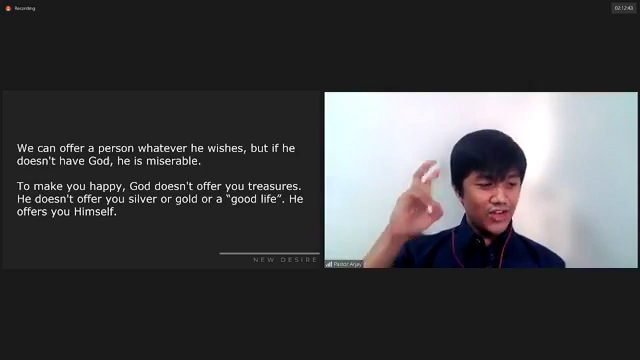 Recording
02:12:43
We can offer a person whatever he wishes, but if he
doesn't have God, he is miserable.
To make you happy, God doesn't offer you treasures.
He doesn't offer you silver or gold or a “good life”. He
offers you Himself.
NEW DESIRE
Pastor Arjay